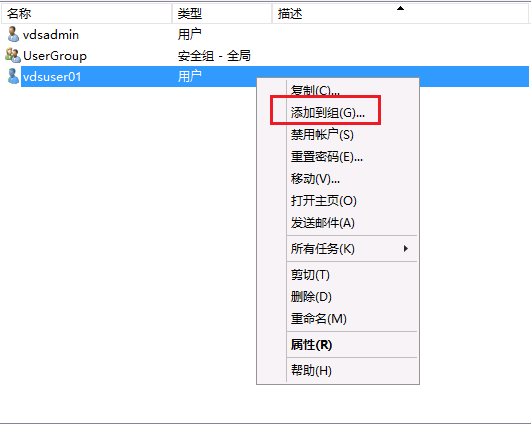 名称 类型 描述
vdsadmin 用户
UserGroup 安全组 - 全局
vdsuser01 用户
复制(C)...
添加到组(G)...
禁用帐户(S)
重置密码(E)...
移动(V)...
打开主页(O)
发送邮件(A)
所有任务(K)
剪切(T)
删除(D)
重命名(M)
属性(R)
帮助(H)